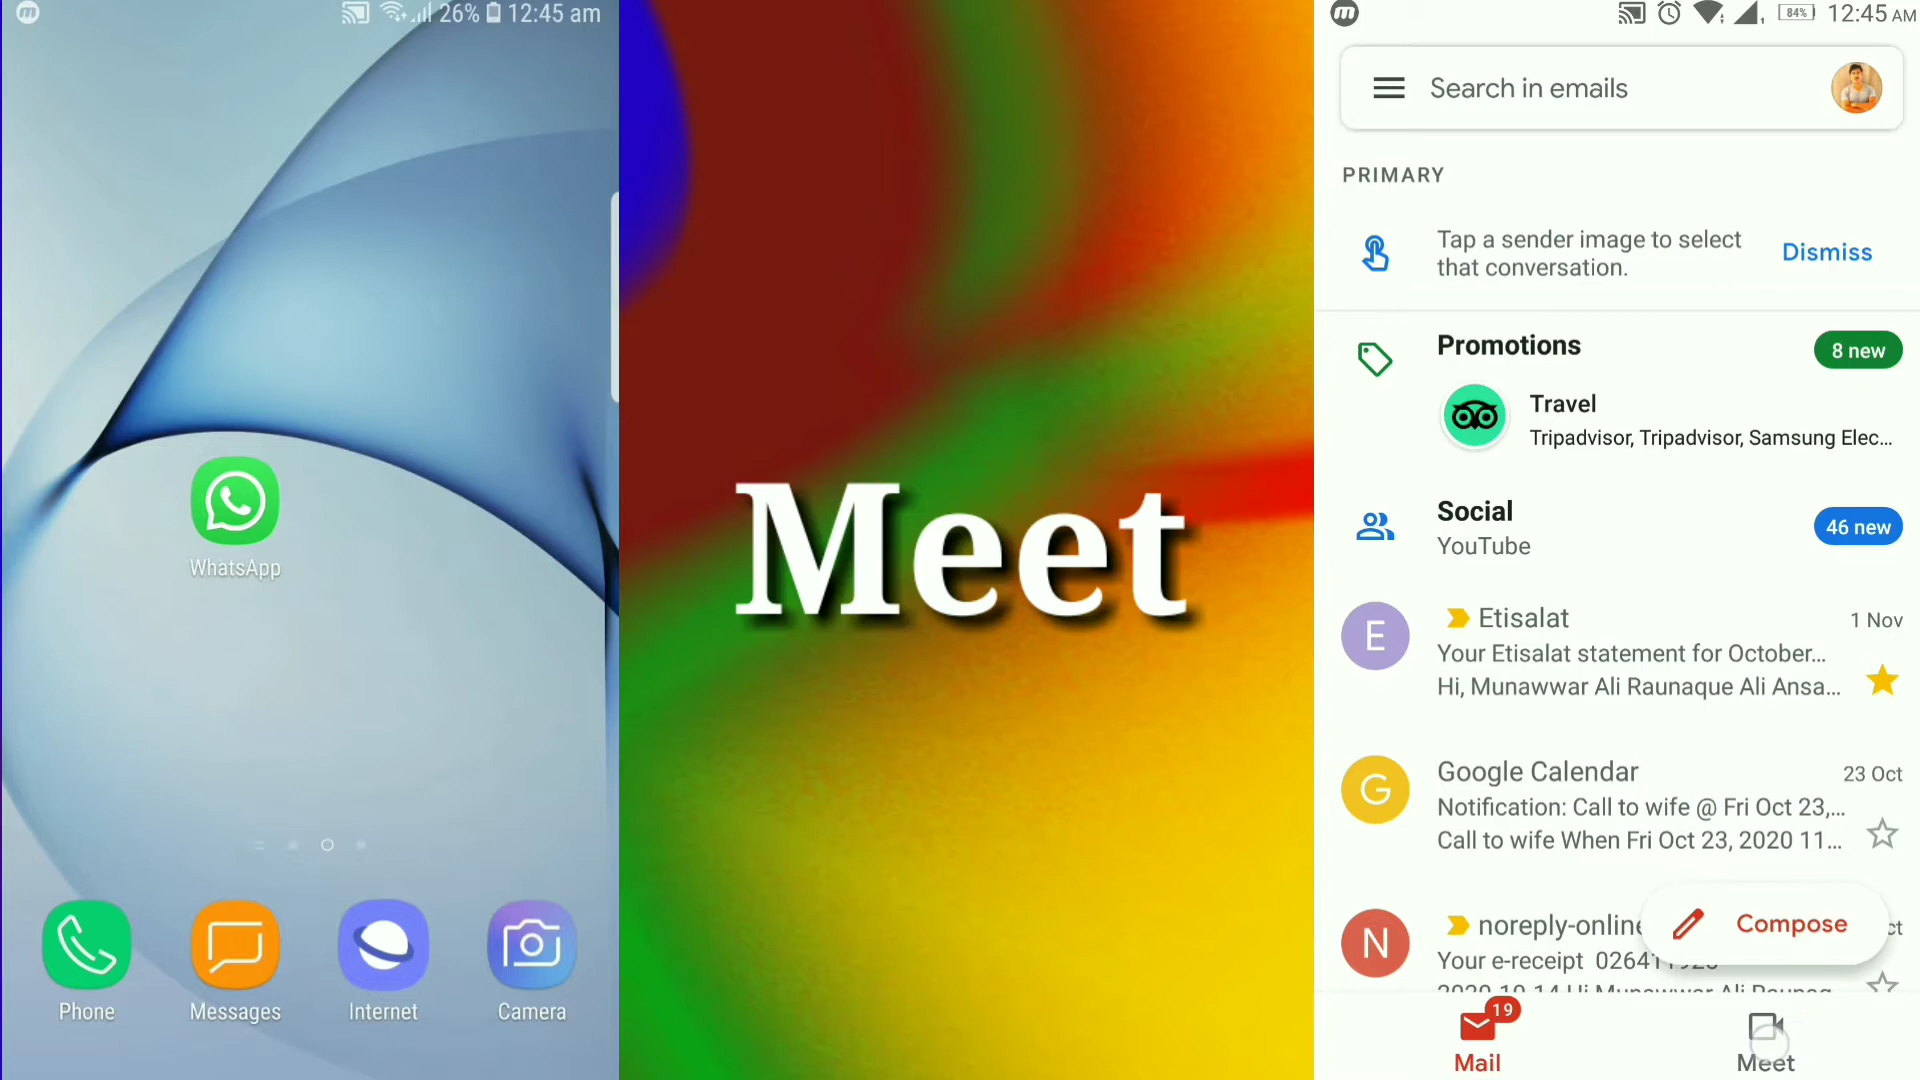 26% 12:45 am
WhatsApp
Phone
Messages
Internet
Camera
Meet
84% 12:45 AM
Search in emails
PRIMARY
Tap a sender image to select
that conversation.
Dismiss
Promotions
8 new
Travel
Tripadvisor, Tripadvisor, Samsung Elec...
Social
46 new
YouTube
E
Etisalat
1 Nov
Your Etisalat statement for October...
Hi, Munawwar Ali Raunaque Ali Ansa...
G
Google Calendar
23 Oct
Notification: Call to wife @ Fri Oct 23,...
Call to wife When Fri Oct 23, 2020 11...
N
noreply-online
Compose
Your e-receipt
19
Mail
Meet